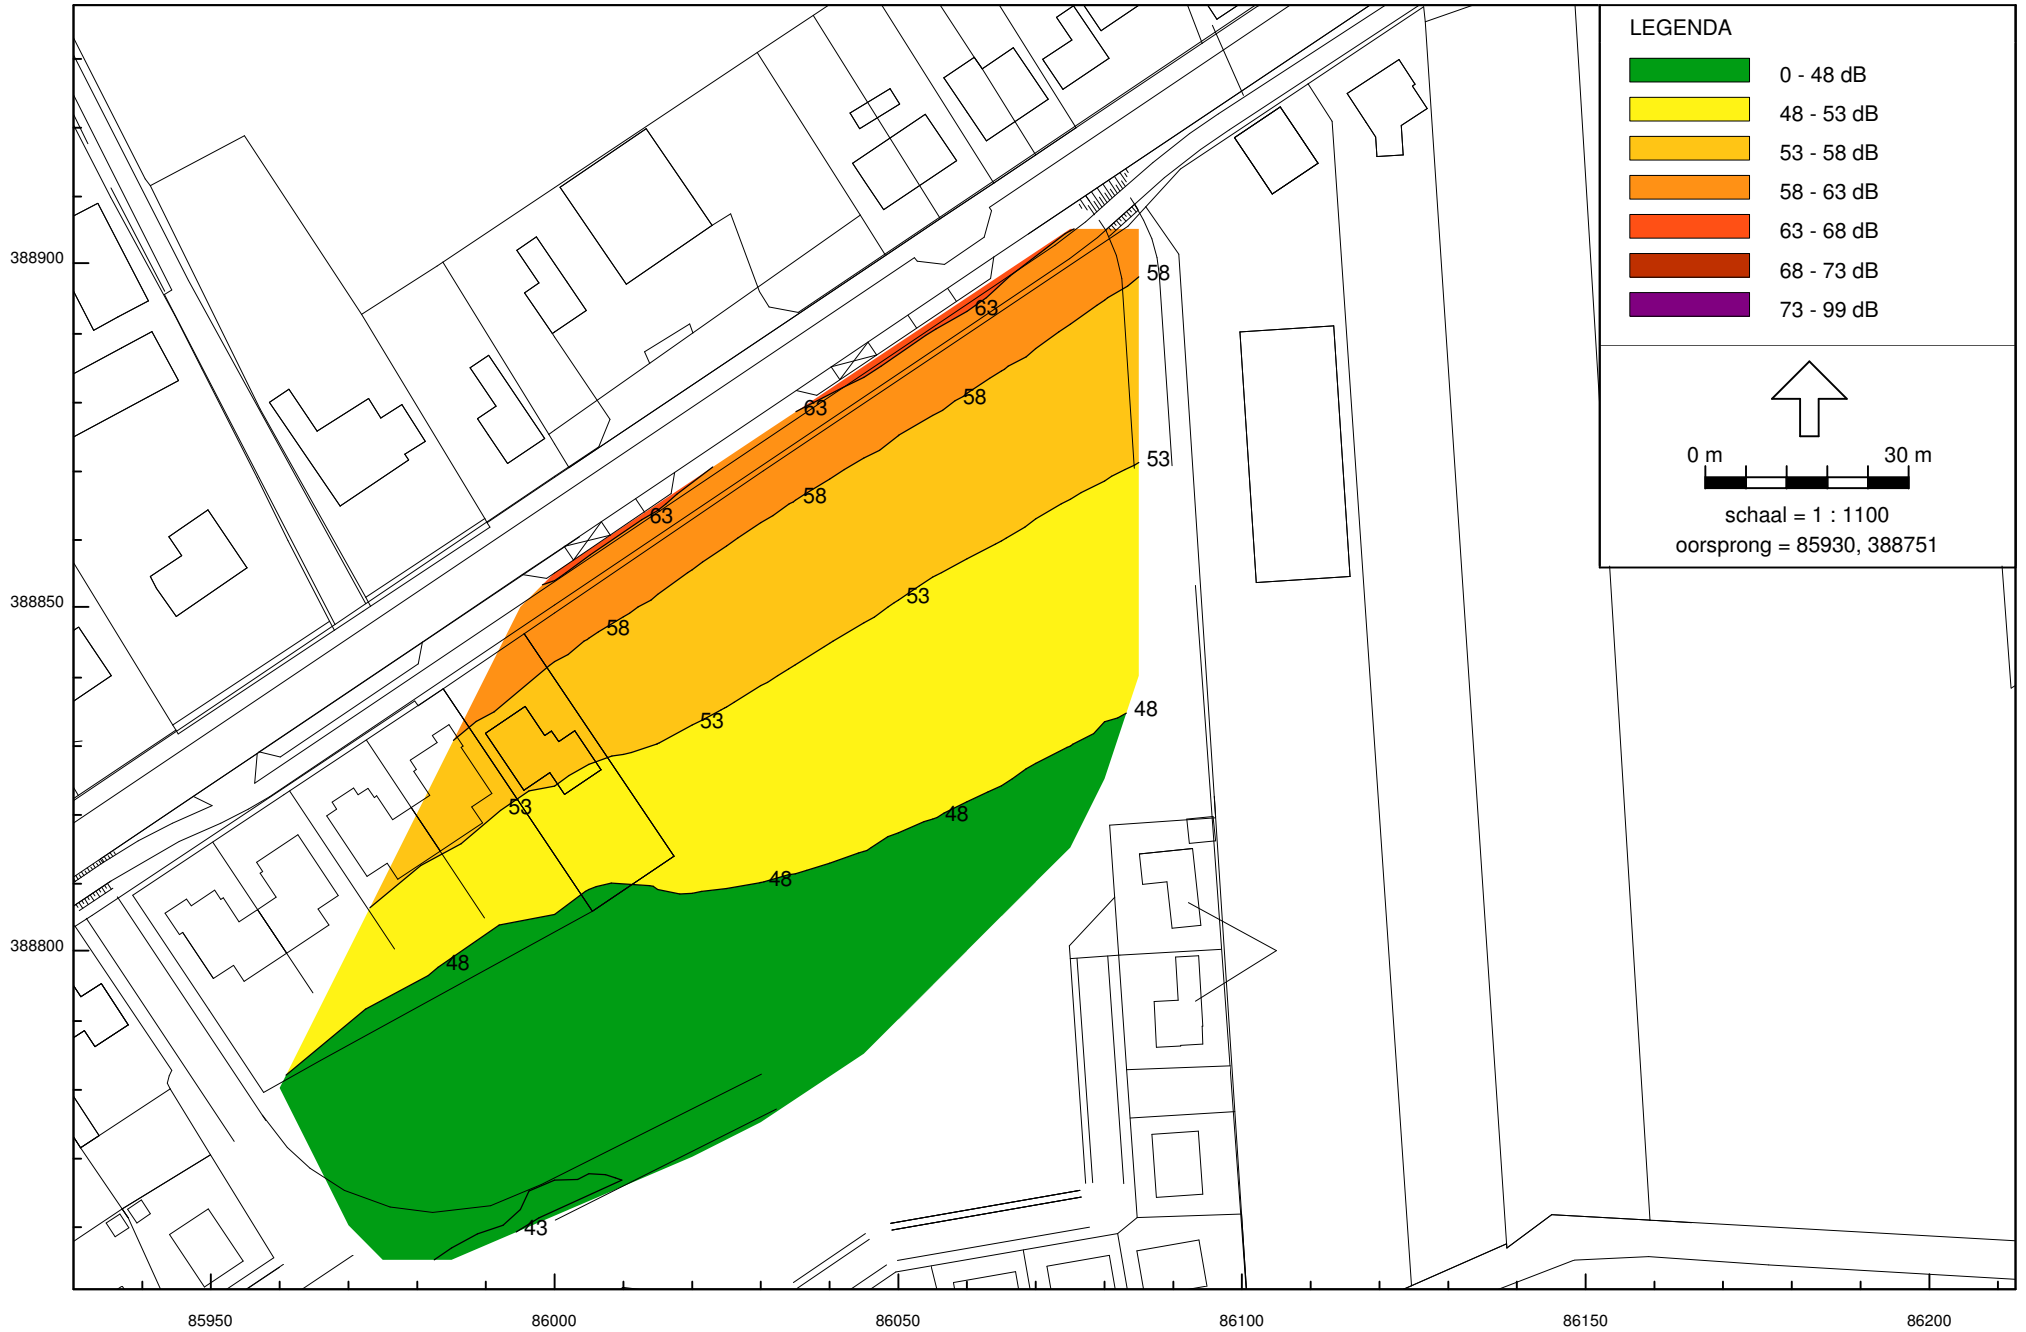 LEGENDA
0 - 48 dB
48 - 53 dB
53 - 58 dB
58 - 63 dB
63 - 68 dB
68 - 73 dB
73 - 99 dB
0 m 30 m
schaal = 1 : 1100
oorsprong = 85930, 388751
388900
388850
388800
58
63
58
63
53
58
63
53
58
48
53
53
48
48
48
43
85950 86000 86050 86100 86150 86200